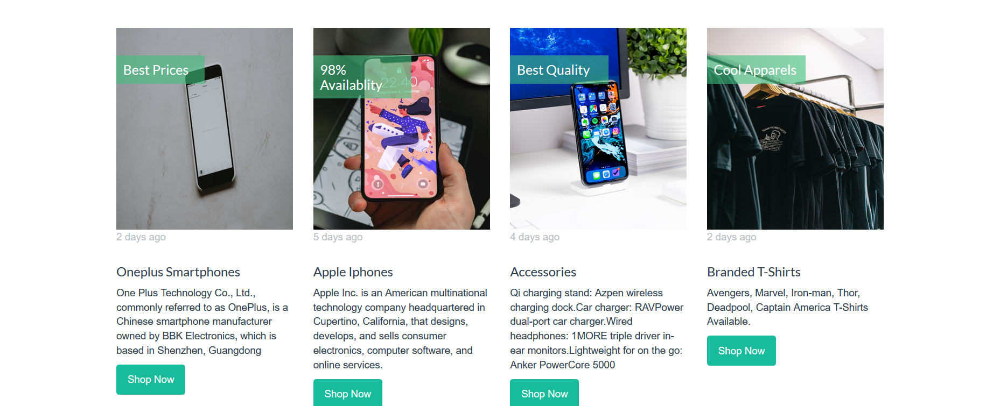 Best Prices
98%
Availablity
22:40
Best Quality
Cool Apparels
THANK YOU NEXT
2 days ago
5 days ago
4 days ago
2 days ago
Oneplus Smartphones
One Plus Technology Co., Ltd.,
commonly referred to as OnePlus, is a
Chinese smartphone manufacturer
owned by BBK Electronics, which is
based in Shenzhen, Guangdong
Shop Now
Apple Iphones
Apple Inc. is an American multinational
technology company headquartered in
Cupertino, California, that designs,
develops, and sells consumer
electronics, computer software, and
online services.
Shop Now
Accessories
Qi charging stand: Azpen wireless
charging dock.Car charger: RAVPower
dual-port car charger.Wired
headphones: 1MORE triple driver in-
ear monitors.Lightweight for on the go:
Anker PowerCore 5000
Shop Now
Branded T-Shirts
Avengers, Marvel, Iron-man, Thor,
Deadpool, Captain America T-Shirts
Available.
Shop Now